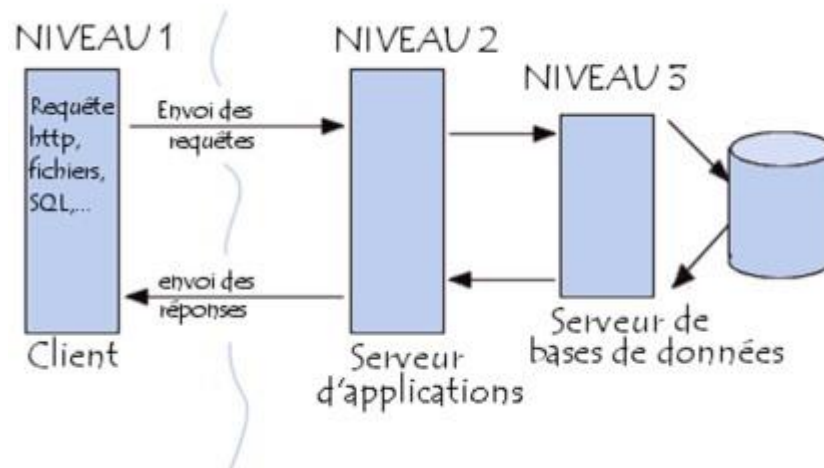 NIVEAU 1
NIVEAU 2
NIVEAU 3
Requête
http,
fichiers,
SQL,...
Envoi des
requêtes
envoi des
réponses
Client
Serveur
d'applications
Serveur de
bases de données